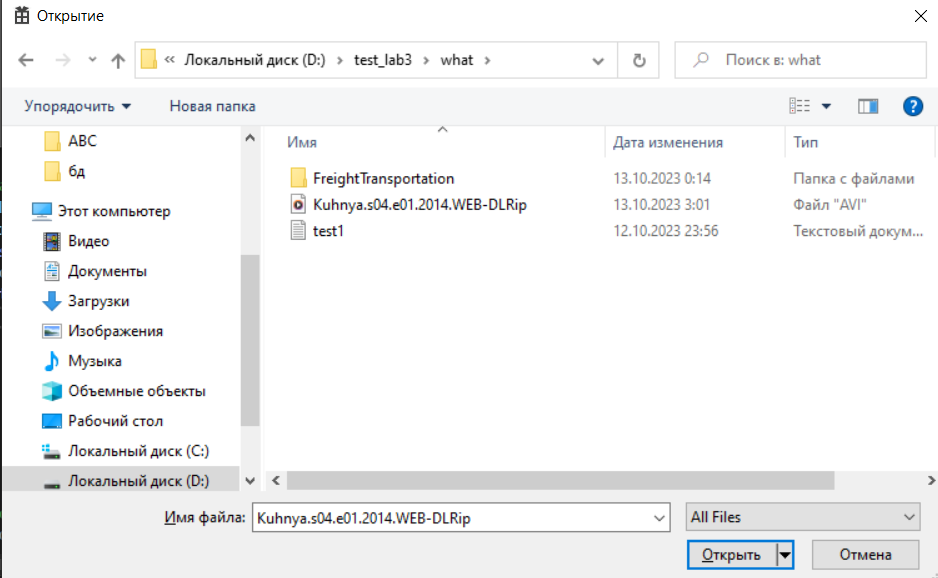 Открытие
« Локальный диск (D:) › test_lab3 › what ›
Поиск в: what
Упорядочить
Новая папка
ABC
бд
Этот компьютер
Видео
Документы
Загрузки
Изображения
Музыка
Объемные объекты
Рабочий стол
Локальный диск (C:)
Локальный диск (D:)
Имя Дата изменения Тип
FreightTransportation 13.10.2023 0:14 Папка с файлами
Kuhnya.s04.e01.2014.WEB-DLRip 13.10.2023 3:01 Файл "AVI"
test1 12.10.2023 23:56 Текстовый докум...
Имя файла: Kuhnya.s04.e01.2014.WEB-DLRip All Files
Открыть Отмена